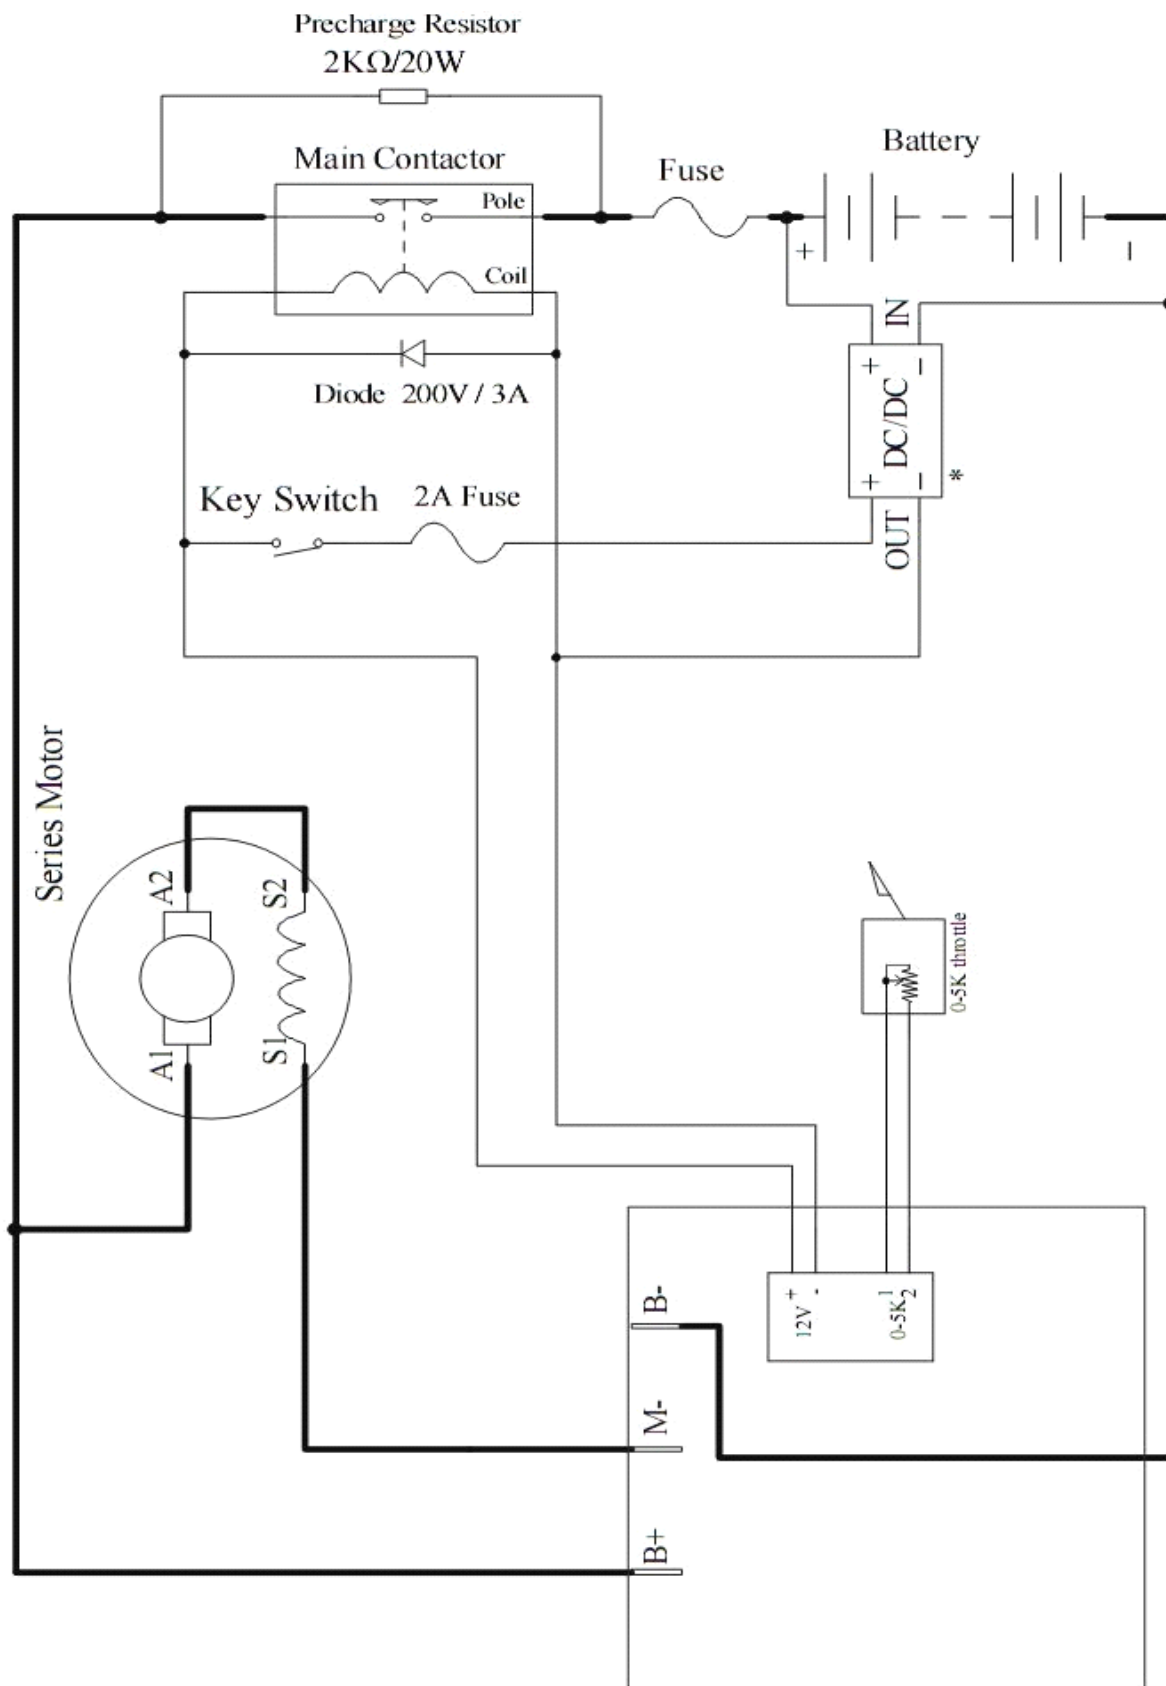 Precharge Resistor
2KΩ/20W
Main Contactor
Pole
Coil
Fuse
Battery
+
−
Diode 200V / 3A
IN
+ −
DC/DC
+ −
*
OUT
Key Switch
2A Fuse
Series Motor
A2
S2
A1
S1
0-5K throttle
12V + -
0-5K 1 2
B-
M-
B+